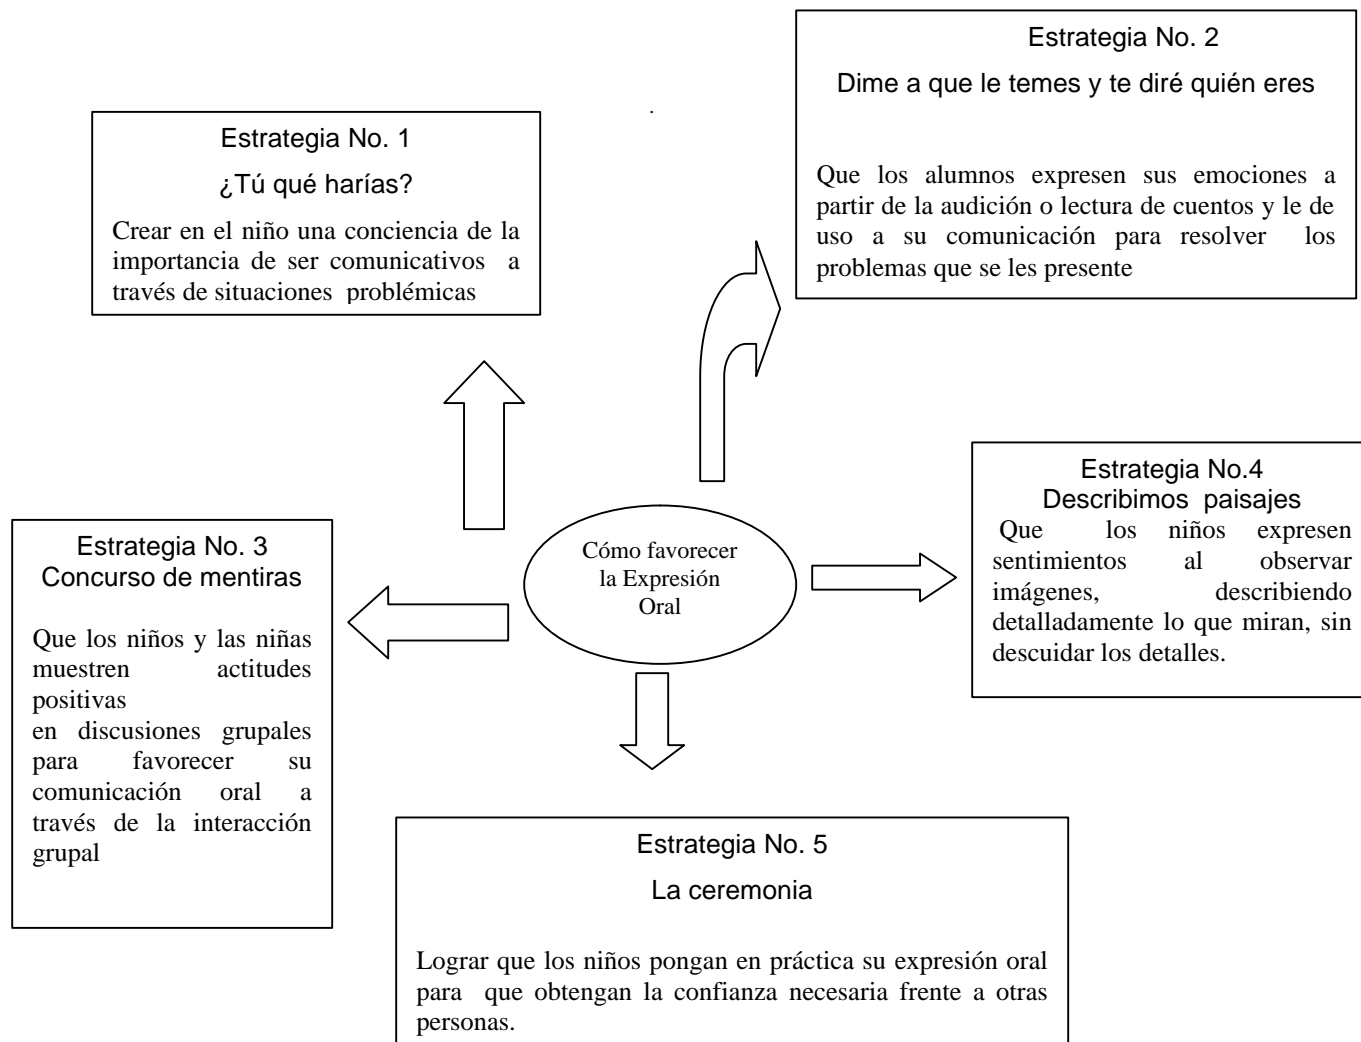 Estrategia No. 1
¿Tú qué harías?
Crear en el niño una conciencia de la
importancia de ser comunicativos a
través de situaciones problémicas
Estrategia No. 2
Dime a que le temes y te diré quién eres
Que los alumnos expresen sus emociones a
partir de la audición o lectura de cuentos y le de
uso a su comunicación para resolver los
problemas que se les presente
Estrategia No. 3
Concurso de mentiras
Que los niños y las niñas
muestren actitudes
positivas
en discusiones grupales
para favorecer su
comunicación oral a
través de la interacción
grupal
Cómo favorecer
la Expresión
Oral
Estrategia No.4
Describimos paisajes
Que los niños expresen
sentimientos al observar
imágenes, describiendo
detalladamente lo que miran, sin
descuidar los detalles.
Estrategia No. 5
La ceremonia
Lograr que los niños pongan en práctica su expresión oral
para que obtengan la confianza necesaria frente a otras
personas.